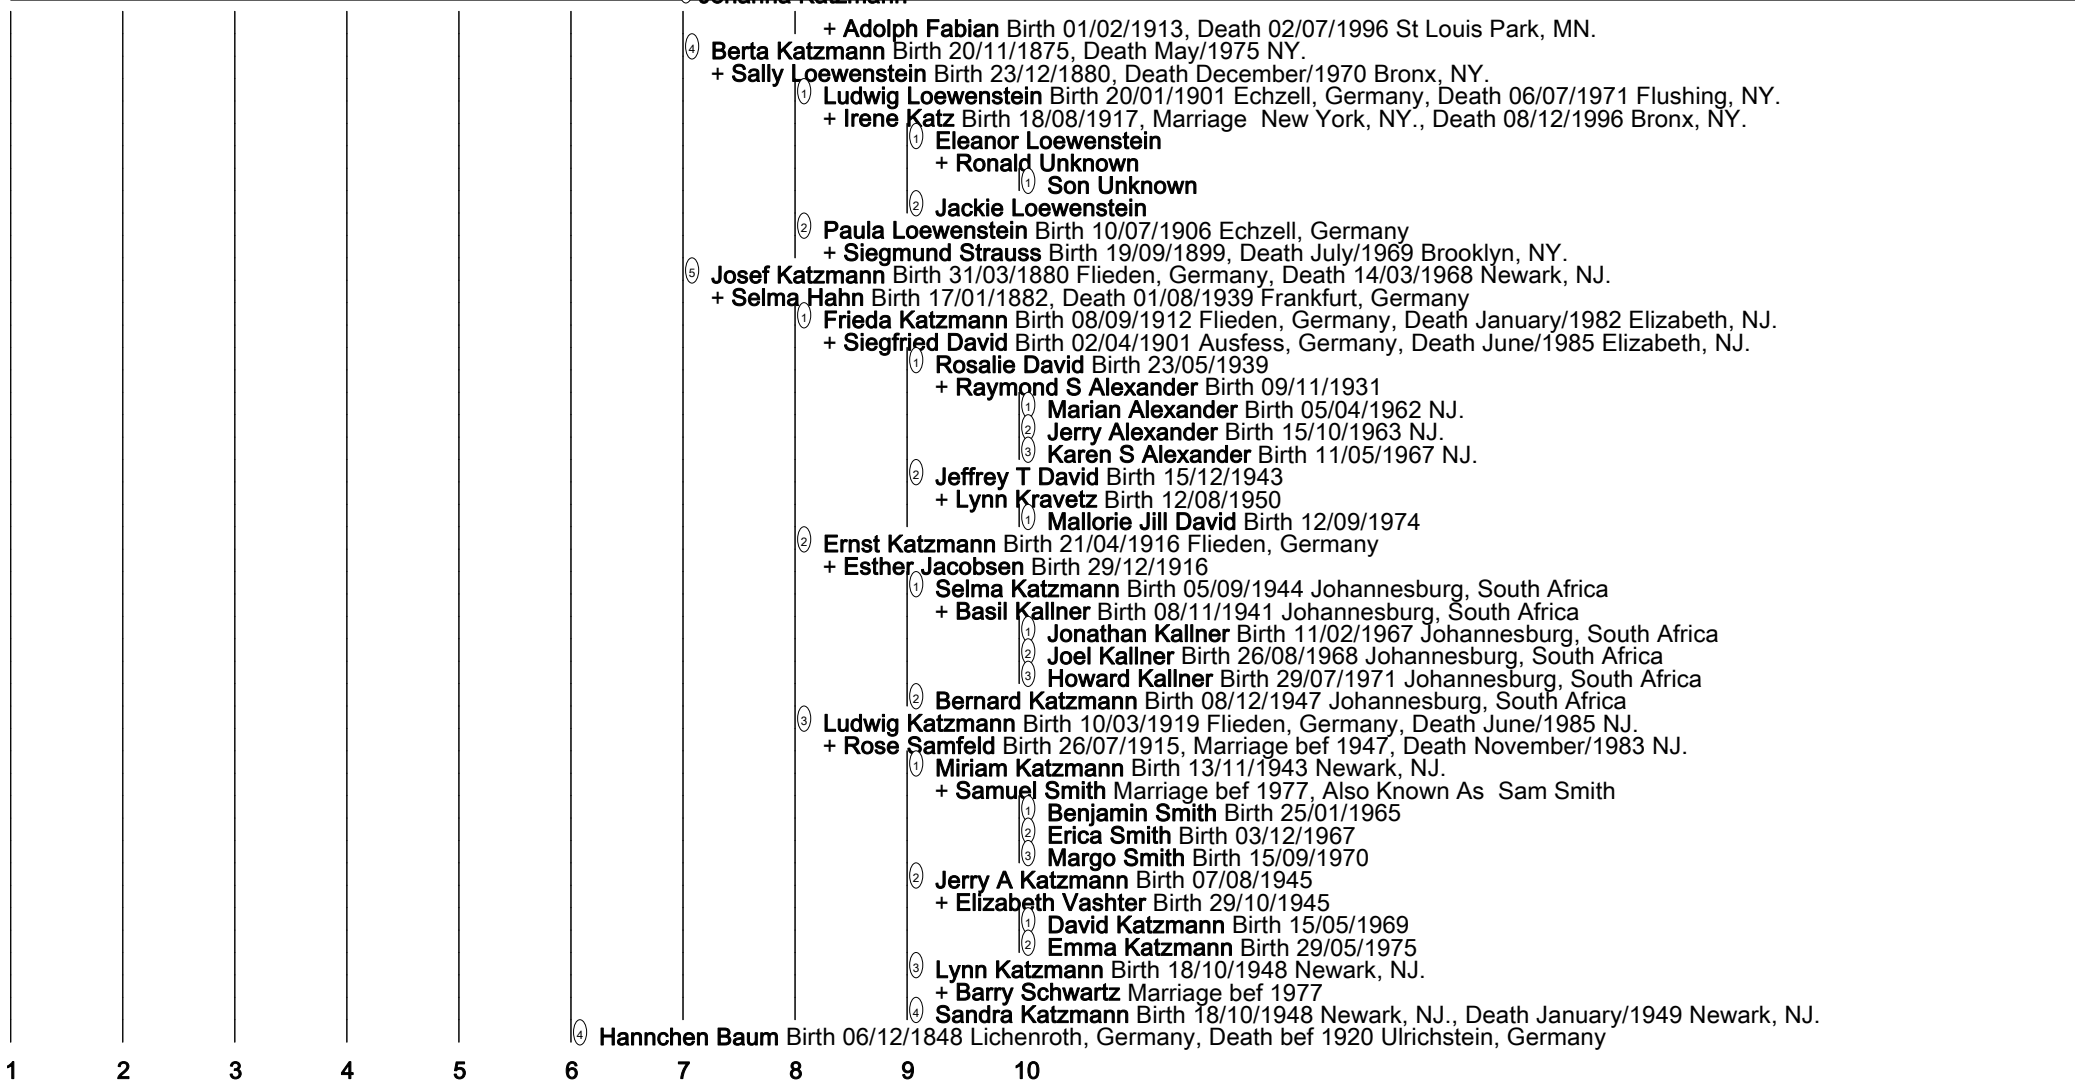 Johanna Katzmann
+ Adolph Fabian Birth 01/02/1913, Death 02/07/1996 St Louis Park, MN.
4 Berta Katzmann Birth 20/11/1875, Death May/1975 NY.
+ Sally Loewenstein Birth 23/12/1880, Death December/1970 Bronx, NY.
1 Ludwig Loewenstein Birth 20/01/1901 Echzell, Germany, Death 06/07/1971 Flushing, NY.
+ Irene Katz Birth 18/08/1917, Marriage  New York, NY., Death 08/12/1996 Bronx, NY.
1 Eleanor Loewenstein
+ Ronald Unknown
1 Son Unknown
2 Jackie Loewenstein
2 Paula Loewenstein Birth 10/07/1906 Echzell, Germany
+ Siegmund Strauss Birth 19/09/1899, Death July/1969 Brooklyn, NY.
5 Josef Katzmann Birth 31/03/1880 Flieden, Germany, Death 14/03/1968 Newark, NJ.
+ Selma Hahn Birth 17/01/1882, Death 01/08/1939 Frankfurt, Germany
1 Frieda Katzmann Birth 08/09/1912 Flieden, Germany, Death January/1982 Elizabeth, NJ.
+ Siegfried David Birth 02/04/1901 Ausfess, Germany, Death June/1985 Elizabeth, NJ.
1 Rosalie David Birth 23/05/1939
+ Raymond S Alexander Birth 09/11/1931
1 Marian Alexander Birth 05/04/1962 NJ.
2 Jerry Alexander Birth 15/10/1963 NJ.
3 Karen S Alexander Birth 11/05/1967 NJ.
2 Jeffrey T David Birth 15/12/1943
+ Lynn Kravetz Birth 12/08/1950
1 Mallorie Jill David Birth 12/09/1974
2 Ernst Katzmann Birth 21/04/1916 Flieden, Germany
+ Esther Jacobsen Birth 29/12/1916
1 Selma Katzmann Birth 05/09/1944 Johannesburg, South Africa
+ Basil Kallner Birth 08/11/1941 Johannesburg, South Africa
1 Jonathan Kallner Birth 11/02/1967 Johannesburg, South Africa
2 Joel Kallner Birth 26/08/1968 Johannesburg, South Africa
3 Howard Kallner Birth 29/07/1971 Johannesburg, South Africa
2 Bernard Katzmann Birth 08/12/1947 Johannesburg, South Africa
3 Ludwig Katzmann Birth 10/03/1919 Flieden, Germany, Death June/1985 NJ.
+ Rose Samfeld Birth 26/07/1915, Marriage bef 1947, Death November/1983 NJ.
1 Miriam Katzmann Birth 13/11/1943 Newark, NJ.
+ Samuel Smith Marriage bef 1977, Also Known As  Sam Smith
1 Benjamin Smith Birth 25/01/1965
2 Erica Smith Birth 03/12/1967
3 Margo Smith Birth 15/09/1970
2 Jerry A Katzmann Birth 07/08/1945
+ Elizabeth Vashter Birth 29/10/1945
1 David Katzmann Birth 15/05/1969
2 Emma Katzmann Birth 29/05/1975
3 Lynn Katzmann Birth 18/10/1948 Newark, NJ.
+ Barry Schwartz Marriage bef 1977
4 Sandra Katzmann Birth 18/10/1948 Newark, NJ., Death January/1949 Newark, NJ.
4 Hannchen Baum Birth 06/12/1848 Lichenroth, Germany, Death bef 1920 Ulrichstein, Germany
1 2 3 4 5 6 7 8 9 10